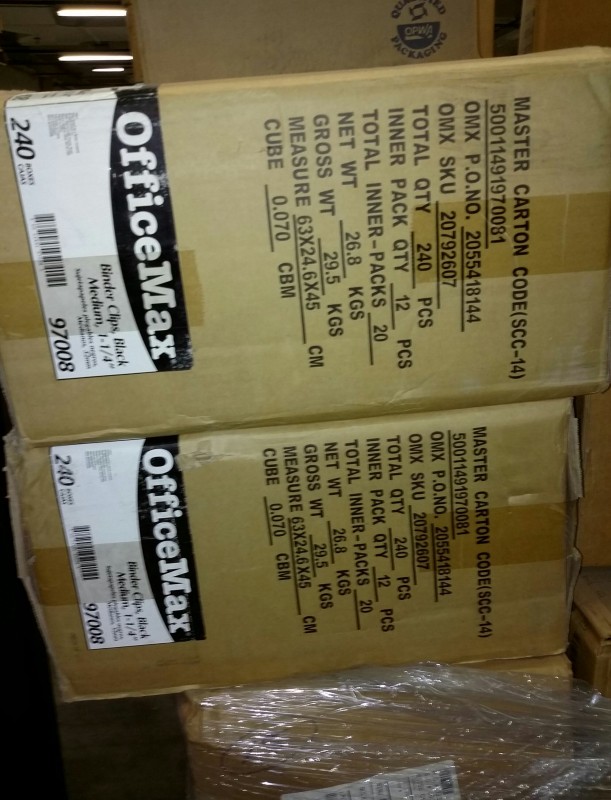 MASTER CARTON CODE(SCC-14)
50011491970081
OMX P.O.NO. 2055418144
OMX SKU 20792607
TOTAL QTY 240 PCS
INNER PACK QTY 12 PCS
TOTAL INNER-PACKS 20
NET WT 26.8 KGS
GROSS WT 29.5 KGS
MEASURE 63X24.6X45 CM
CUBE 0.070 CBM
OfficeMax
Binder Clips, Black
Medium, 1-1/4"
240 BOXES
CAJAS
97008
MASTER CARTON CODE(SCC-14)
50011491970081
OMX P.O.NO. 2055418144
OMX SKU 20792607
TOTAL QTY 240 PCS
INNER PACK QTY 12 PCS
TOTAL INNER-PACKS 20
NET WT 26.8 KGS
GROSS WT 29.5 KGS
MEASURE 63X24.6X45 CM
CUBE 0.070 CBM
OfficeMax
Binder Clips, Black
Medium, 1-1/4"
240 BOXES
CAJAS
97008
PACKAGING